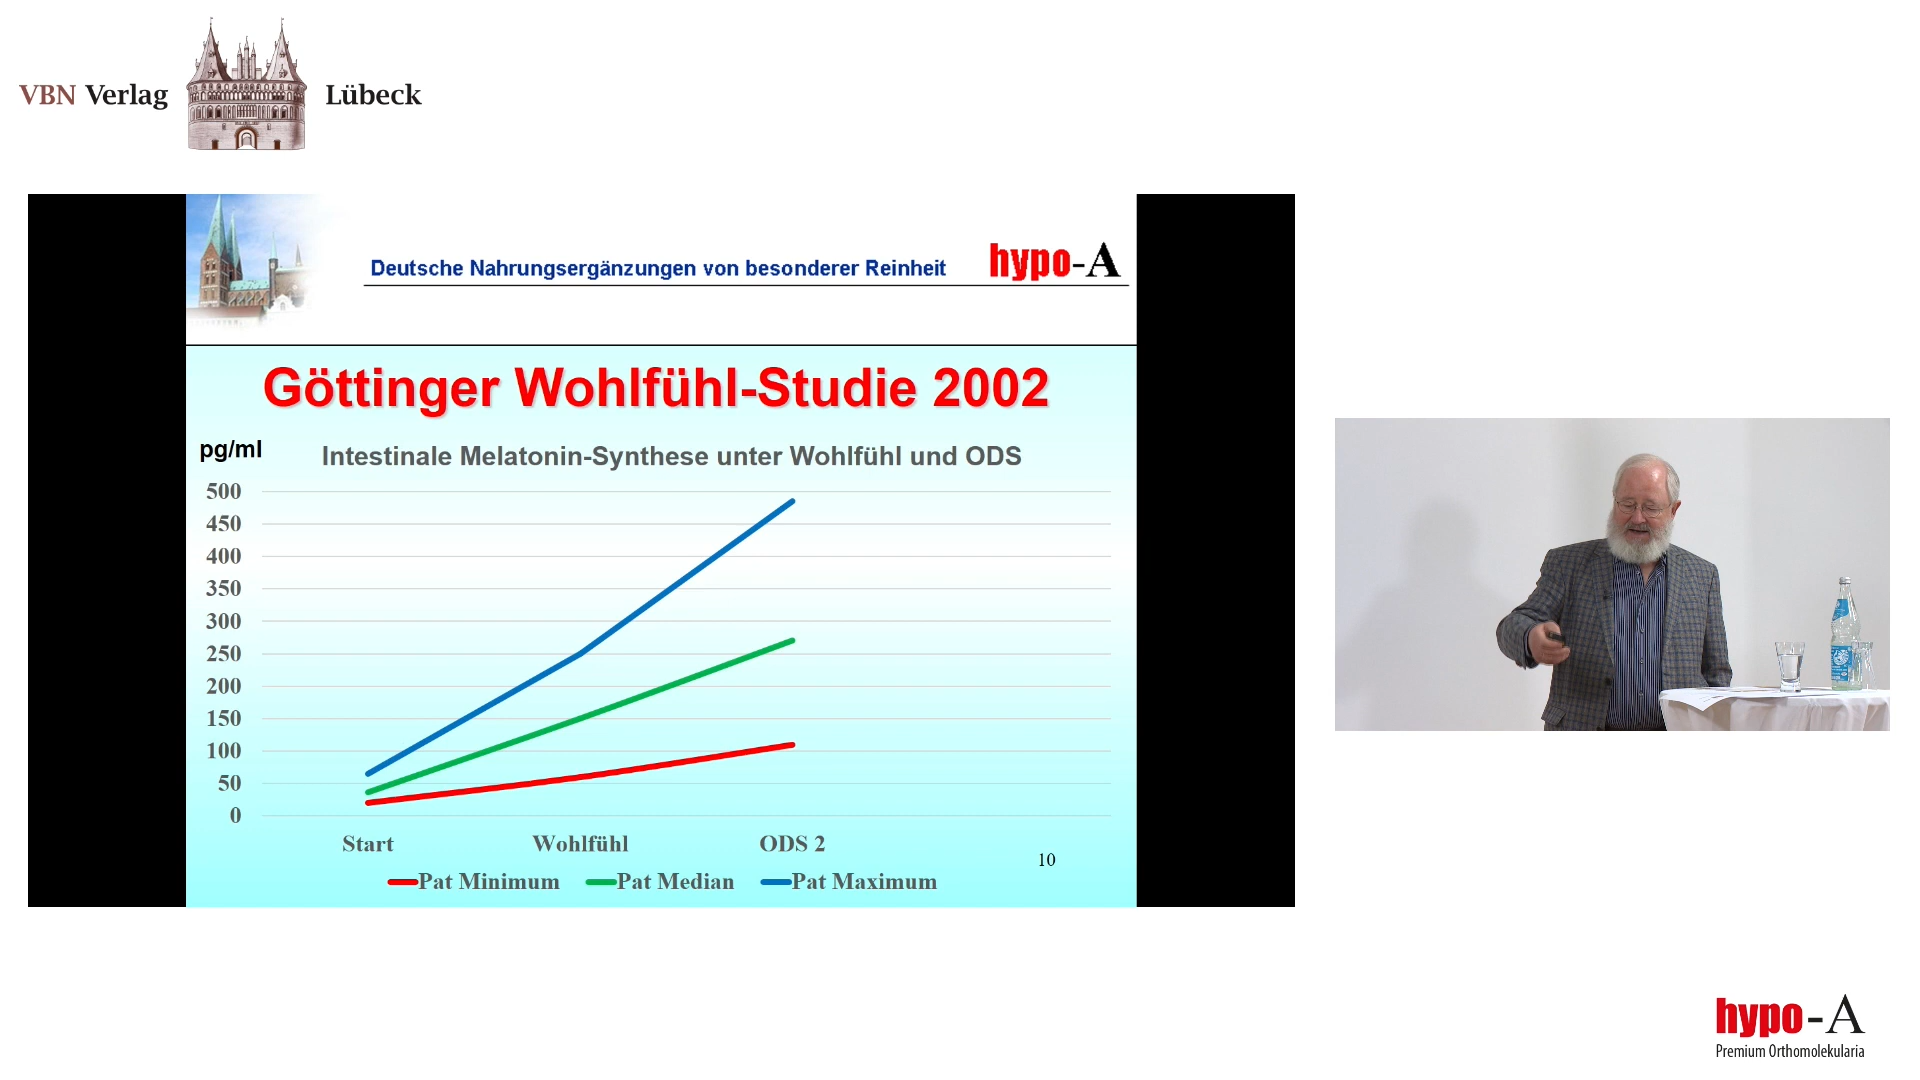 VBN Verlag Lübeck
Deutsche Nahrungsergänzungen von besonderer Reinheit
hypo-A
Göttinger Wohlfühl-Studie 2002
pg/ml
Intestinale Melatonin-Synthese unter Wohlfühl und ODS
500
450
400
350
300
250
200
150
100
50
0
Start Wohlfühl ODS 2
10
Pat Minimum Pat Median Pat Maximum
hypo-A
Premium Orthomolekularia